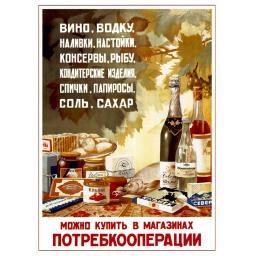 ВИНО, ВОДКУ,
НАЛИВКИ, НАСТОЙКИ,
КОНСЕРВЫ, РЫБУ,
КОНДИТЕРСКИЕ ИЗДЕЛИЯ,
СПИЧКИ, ПАПИРОСЫ,
СОЛЬ, САХАР
МОЖНО КУПИТЬ В МАГАЗИНАХ
ПОТРЕБКООПЕРАЦИИ